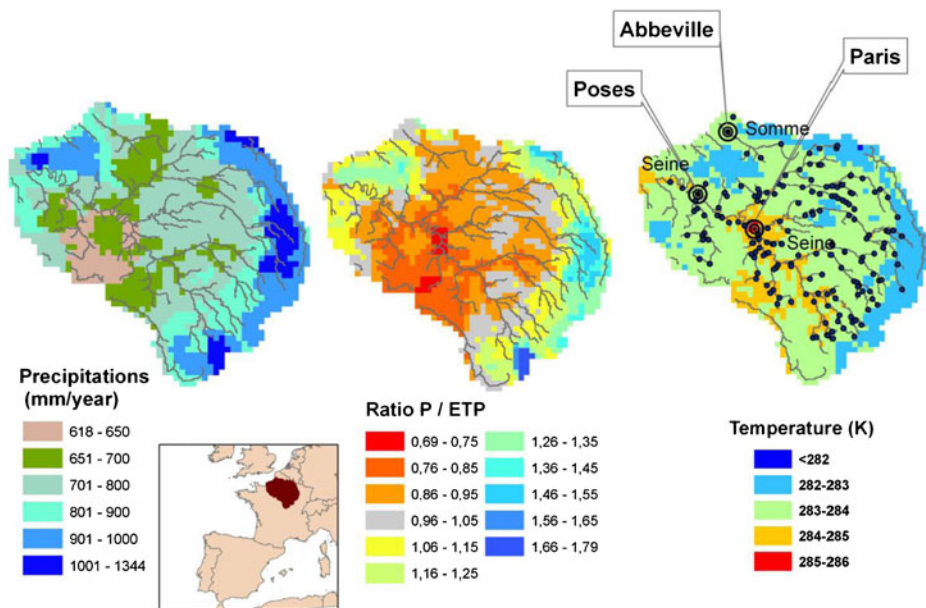 Abbeville
Paris
Poses
Somme
Seine
Seine
Precipitations
(mm/year)
618 - 650
651 - 700
701 - 800
801 - 900
901 - 1000
1001 - 1344
Ratio P / ETP
0,69 - 0,75
0,76 - 0,85
0,86 - 0,95
0,96 - 1,05
1,06 - 1,15
1,16 - 1,25
1,26 - 1,35
1,36 - 1,45
1,46 - 1,55
1,56 - 1,65
1,66 - 1,79
Temperature (K)
<282
282-283
283-284
284-285
285-286